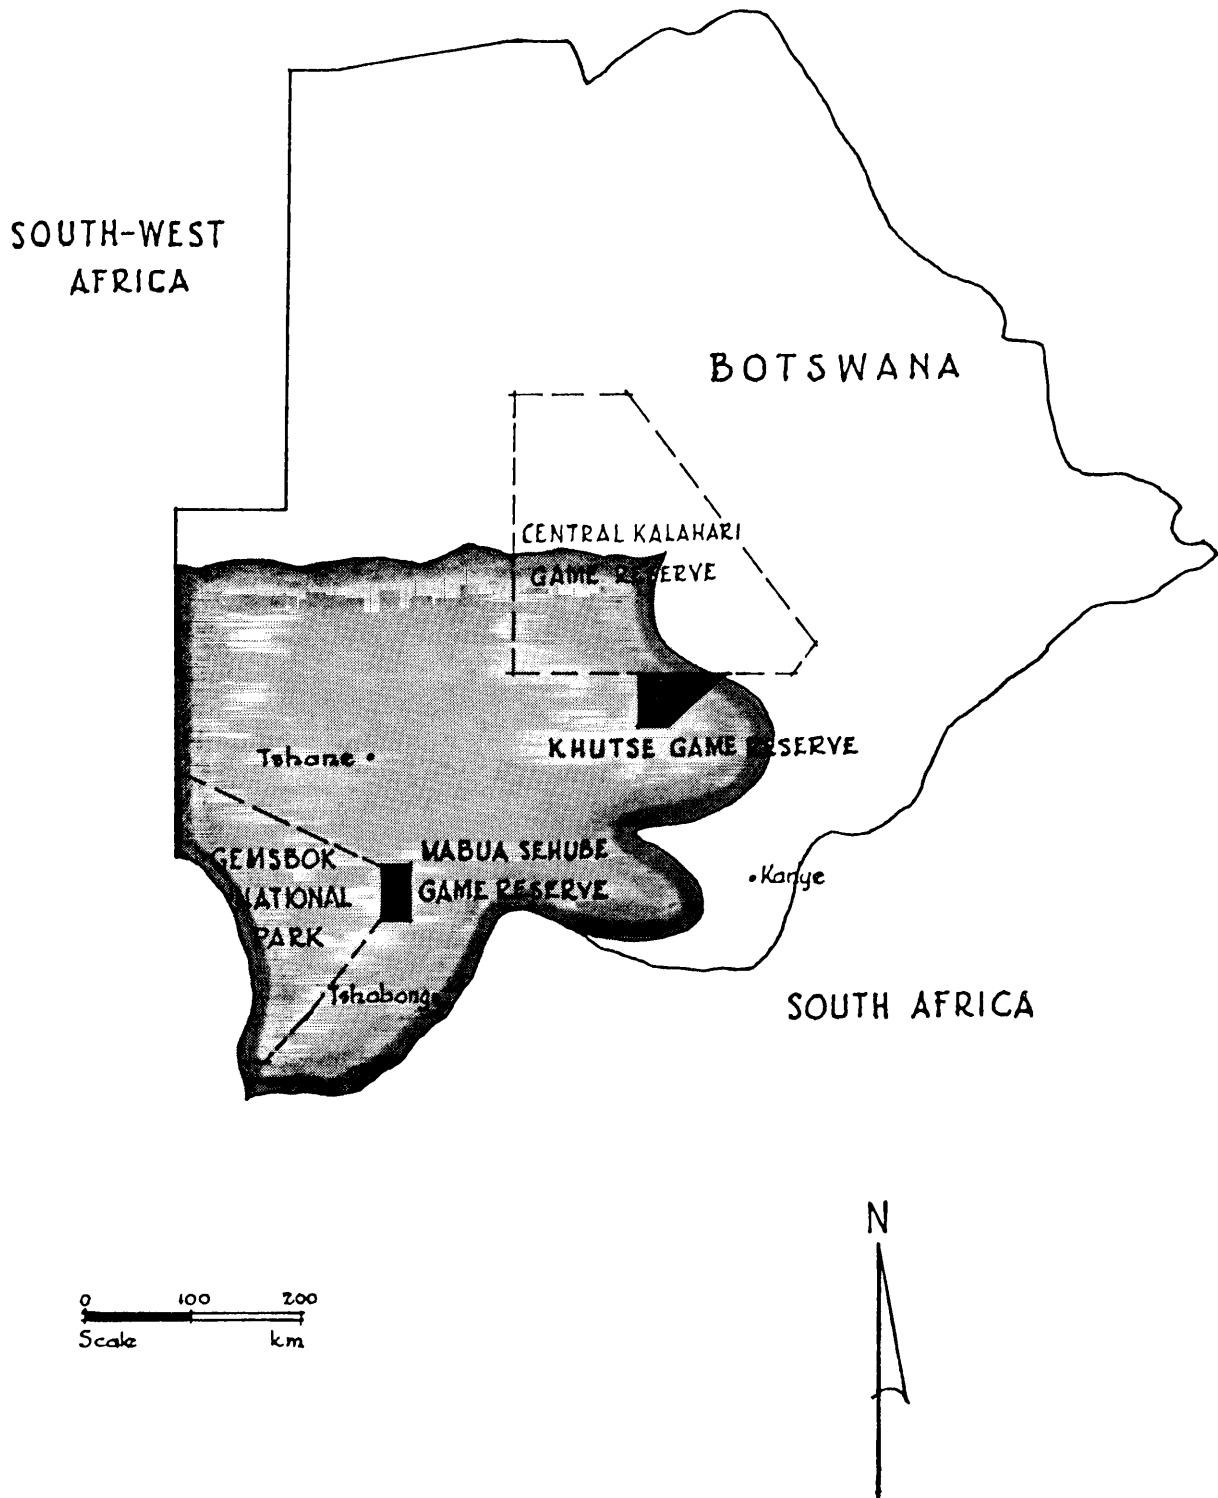 SOUTH-WEST
AFRICA
BOTSWANA
CENTRAL KALAHARI
GAME RESERVE
KHUTSE GAME RESERVE
Tshane
GEMSBOK
NATIONAL
PARK
MABUA SEHUBE
GAME RESERVE
Kanye
Tshabong
SOUTH AFRICA
N
0 100 200
Scale km